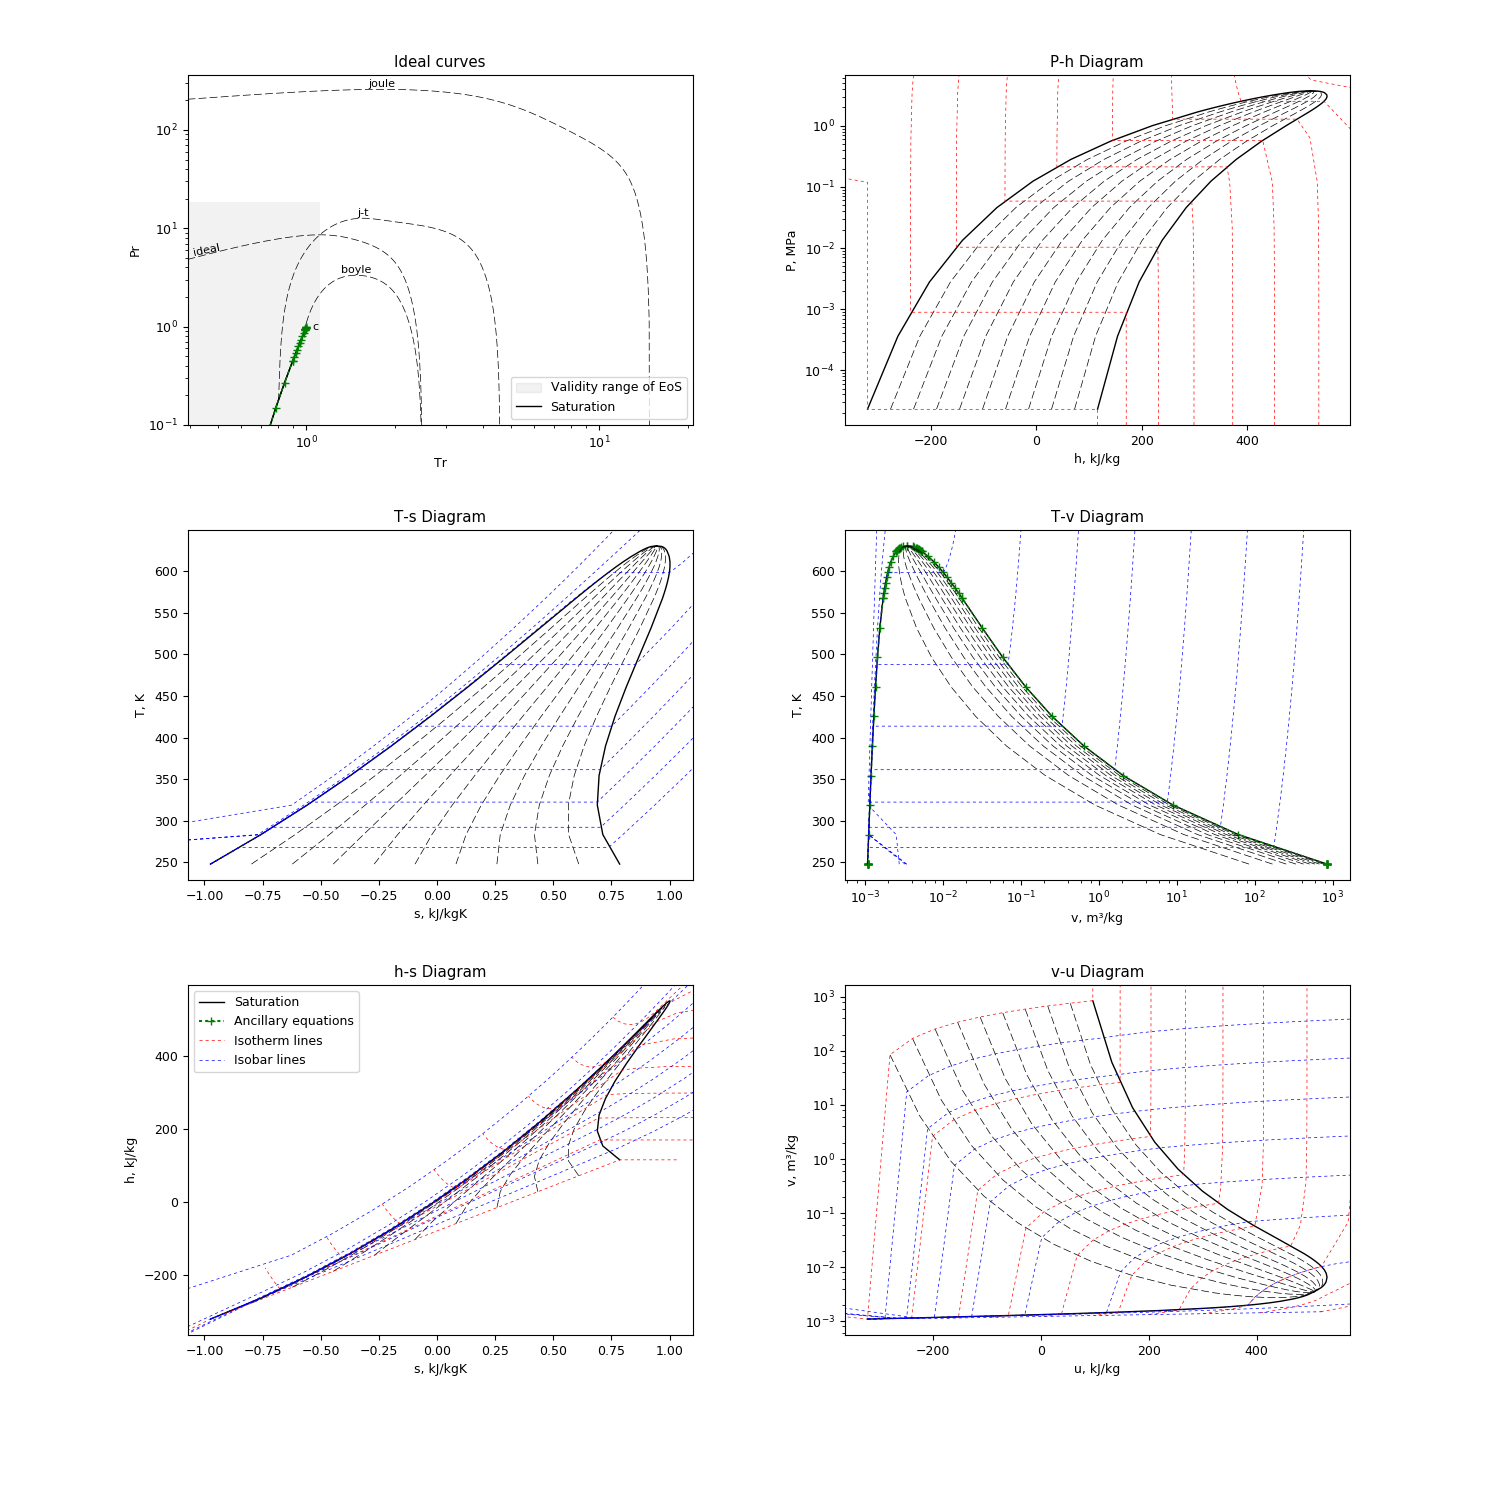 Ideal curves
joule
j-t
ideal
boyle
c
Validity range of EoS
Saturation
10² 10¹ 10⁰ 10⁻¹
Pr
10⁰ 10¹
Tr
P-h Diagram
10⁰ 10⁻¹ 10⁻² 10⁻³ 10⁻⁴
P, MPa
−200 0 200 400
h, kJ/kg
T-s Diagram
600 550 500 450 400 350 300 250
T, K
−1.00 −0.75 −0.50 −0.25 0.00 0.25 0.50 0.75 1.00
s, kJ/kgK
T-v Diagram
600 550 500 450 400 350 300 250
T, K
10⁻³ 10⁻² 10⁻¹ 10⁰ 10¹ 10² 10³
v, m³/kg
h-s Diagram
Saturation
Ancillary equations
Isotherm lines
Isobar lines
400 200 0 −200
h, kJ/kg
−1.00 −0.75 −0.50 −0.25 0.00 0.25 0.50 0.75 1.00
s, kJ/kgK
v-u Diagram
10³ 10² 10¹ 10⁰ 10⁻¹ 10⁻² 10⁻³
v, m³/kg
−200 0 200 400
u, kJ/kg